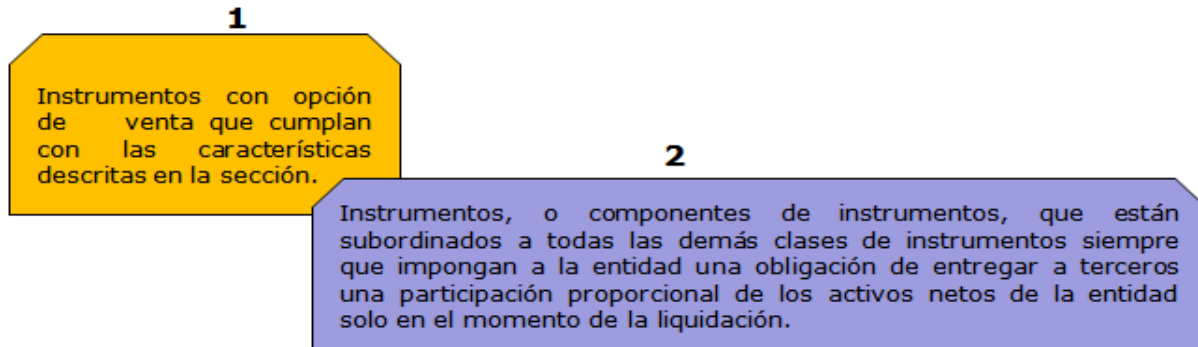 1
Instrumentos con opción
de venta que cumplan
con las características
descritas en la sección.
2
Instrumentos, o componentes de instrumentos, que están
subordinados a todas las demás clases de instrumentos siempre
que impongan a la entidad una obligación de entregar a terceros
una participación proporcional de los activos netos de la entidad
solo en el momento de la liquidación.